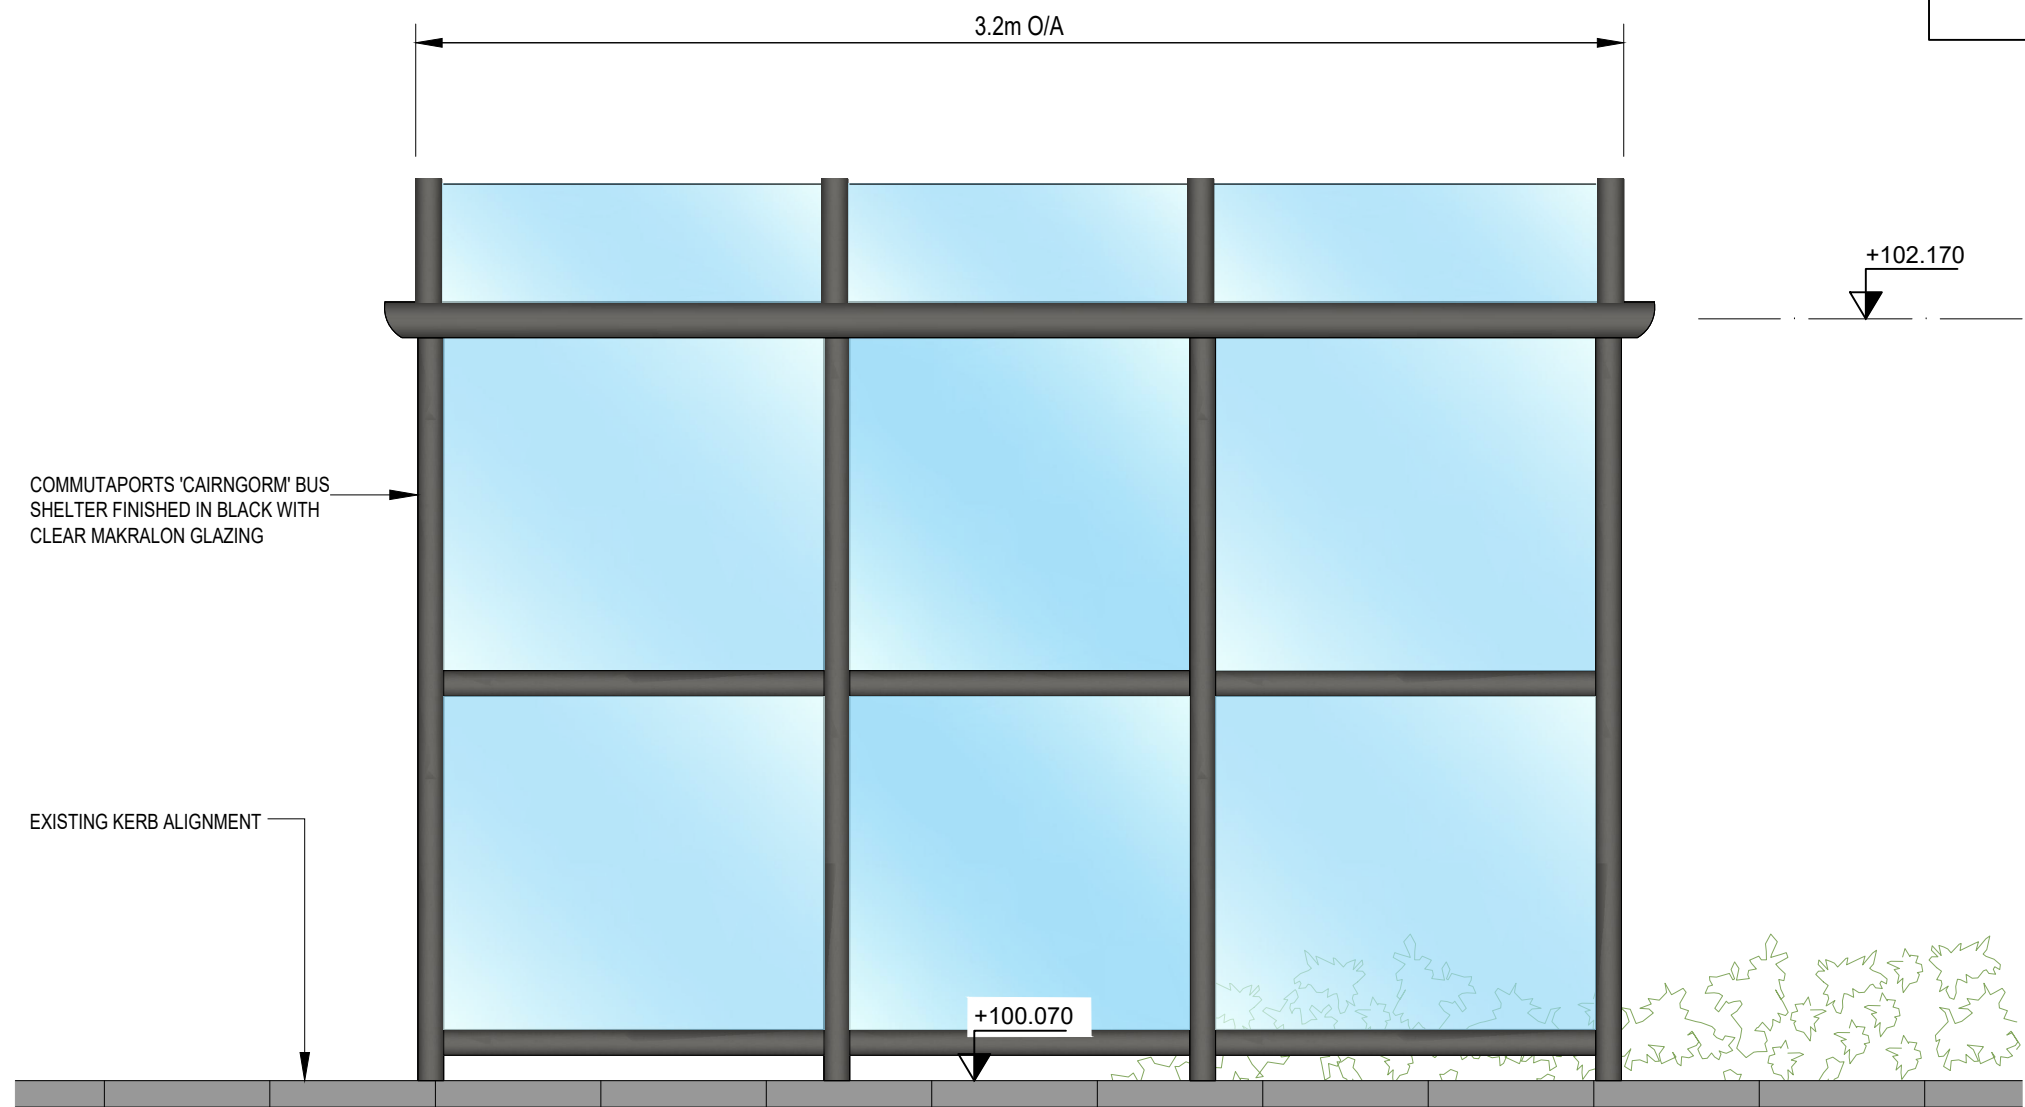 3.2m O/A
+102.170
COMMUTAPORTS 'CAIRNGORM' BUS
SHELTER FINISHED IN BLACK WITH
CLEAR MAKRALON GLAZING
EXISTING KERB ALIGNMENT
+100.070